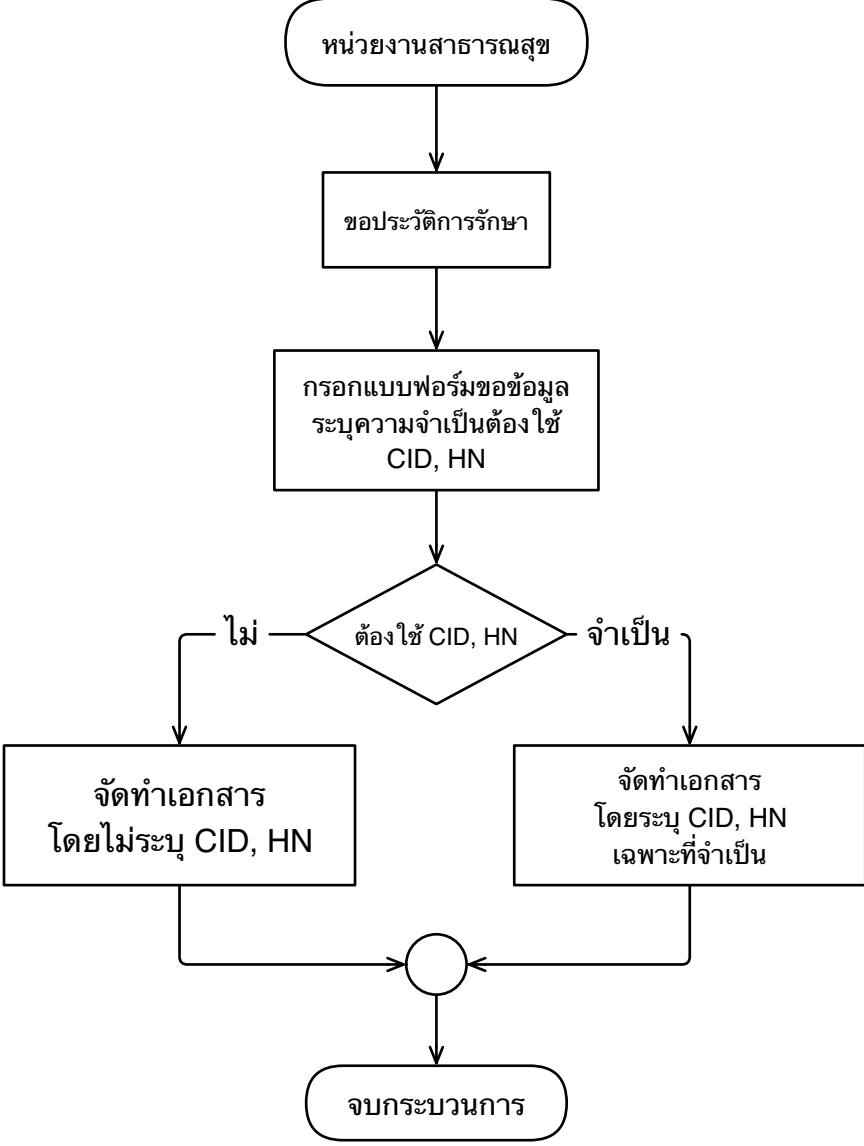 หน่วยงานสาธารณสุข
ขอประวัติการรักษา
กรอกแบบฟอร์มขอข้อมูล
ระบุความจำเป็นต้องใช้
CID, HN
ต้องใช้ CID, HN
ไม่
จำเป็น
จัดทำเอกสาร
โดยไม่ระบุ CID, HN
จัดทำเอกสาร
โดยระบุ CID, HN
เฉพาะที่จำเป็น
จบกระบวนการ